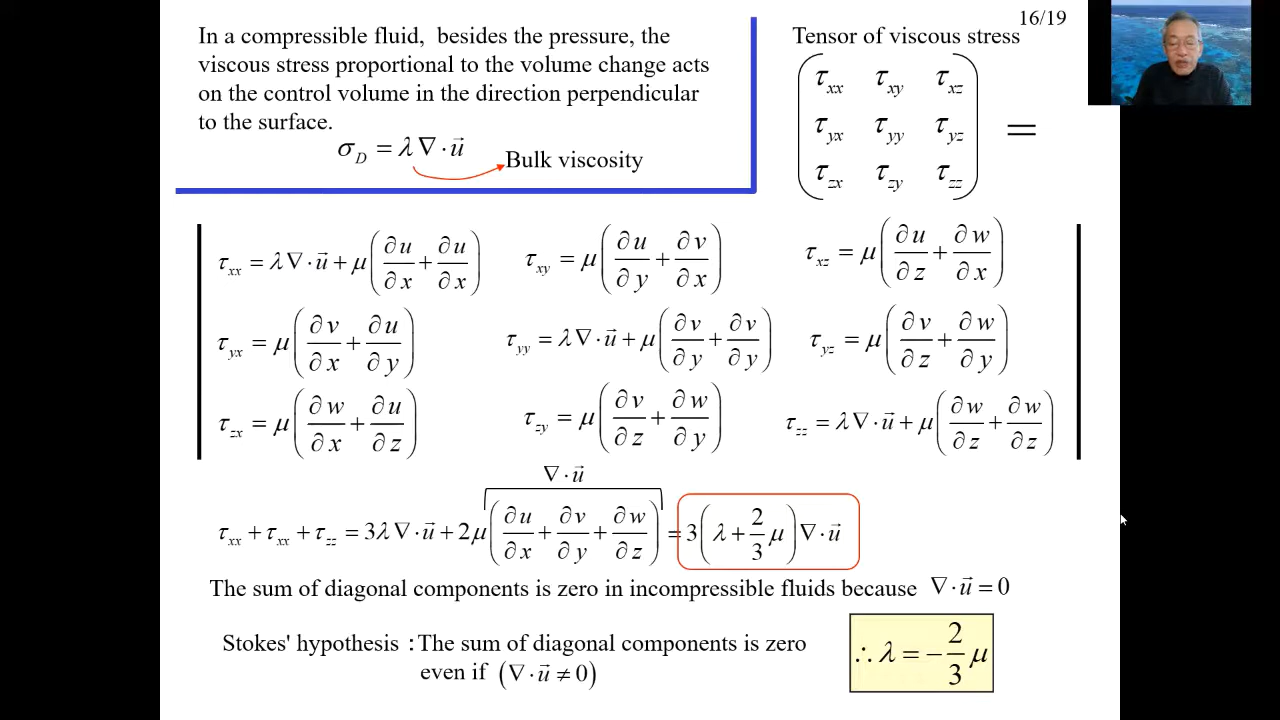 16/19
In a compressible fluid, besides the pressure, the
viscous stress proportional to the volume change acts
on the control volume in the direction perpendicular
to the surface.
σ_D = λ∇·u⃗
Bulk viscosity
Tensor of viscous stress
( τ_xx τ_xy τ_xz
τ_yx τ_yy τ_yz =
τ_zx τ_zy τ_zz )
τ_xx = λ∇·u⃗ + μ(∂u/∂x + ∂u/∂x) τ_xy = μ(∂u/∂y + ∂v/∂x) τ_xz = μ(∂u/∂z + ∂w/∂x)
τ_yx = μ(∂v/∂x + ∂u/∂y) τ_yy = λ∇·u⃗ + μ(∂v/∂y + ∂v/∂y) τ_yz = μ(∂v/∂z + ∂w/∂y)
τ_zx = μ(∂w/∂x + ∂u/∂z) τ_zy = μ(∂v/∂z + ∂w/∂y) τ_zz = λ∇·u⃗ + μ(∂w/∂z + ∂w/∂z)
∇·u⃗
τ_xx + τ_xx + τ_zz = 3λ∇·u⃗ + 2μ(∂u/∂x + ∂v/∂y + ∂w/∂z) = 3(λ + 2/3 μ)∇·u⃗
The sum of diagonal components is zero in incompressible fluids because ∇·u⃗ = 0
Stokes' hypothesis : The sum of diagonal components is zero
even if (∇·u⃗ ≠ 0)
∴ λ = −2/3 μ